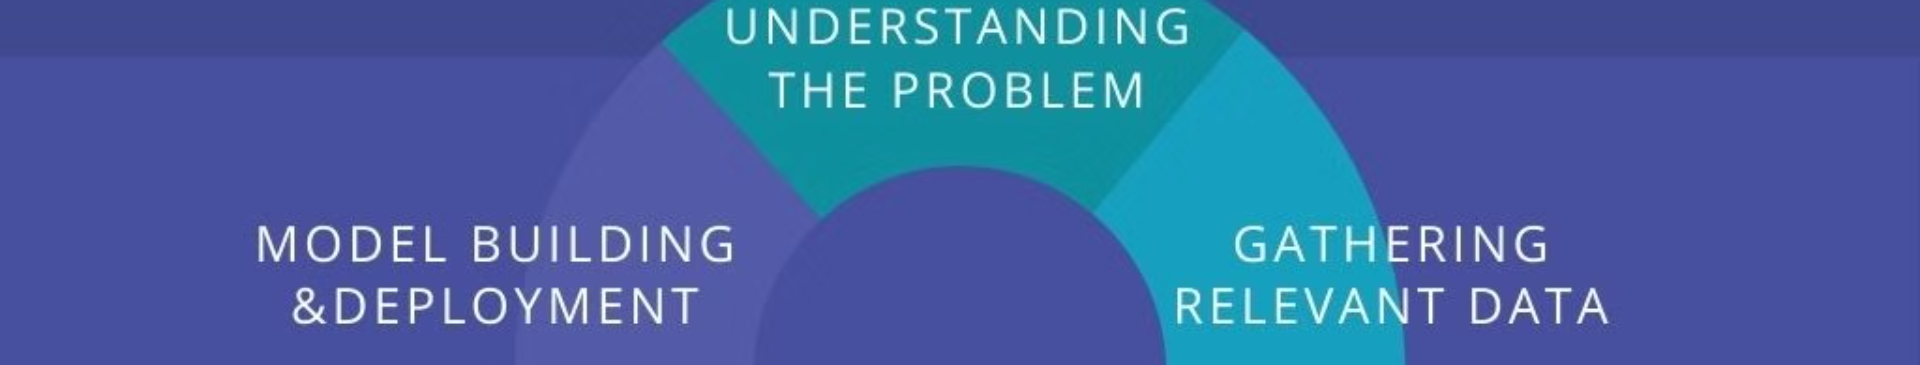 UNDERSTANDING
THE PROBLEM
MODEL BUILDING
&DEPLOYMENT
GATHERING
RELEVANT DATA